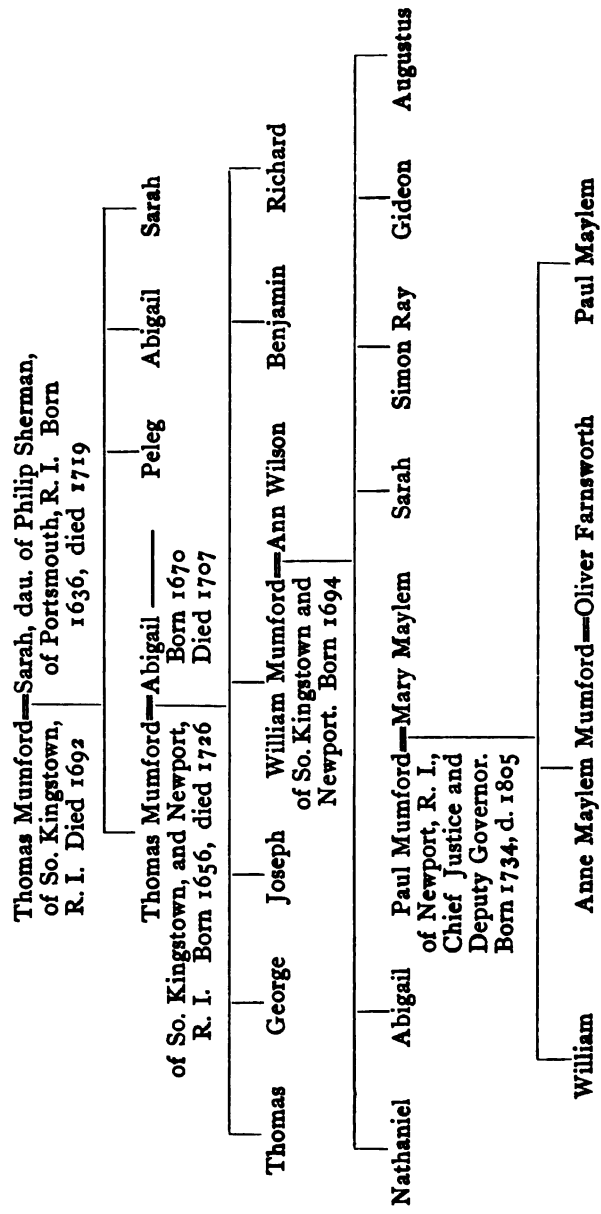 Thomas Mumford=Sarah, dau. of Philip Sherman,
of So. Kingstown, of Portsmouth, R. I. Born
R. I. Died 1692 1636, died 1719
Thomas Mumford=Abigail ——— Peleg Abigail Sarah
of So. Kingstown, and Newport, Born 1670
R. I. Born 1656, died 1726 Died 1707
Thomas George Joseph William Mumford=Ann Wilson Benjamin Richard
of So. Kingstown and
Newport. Born 1694
Nathaniel Abigail Paul Mumford=Mary Maylem Sarah Simon Ray Gideon Augustus
of Newport, R. I.,
Chief Justice and
Deputy Governor.
Born 1734, d. 1805
William Anne Maylem Mumford=Oliver Farnsworth Paul Maylem